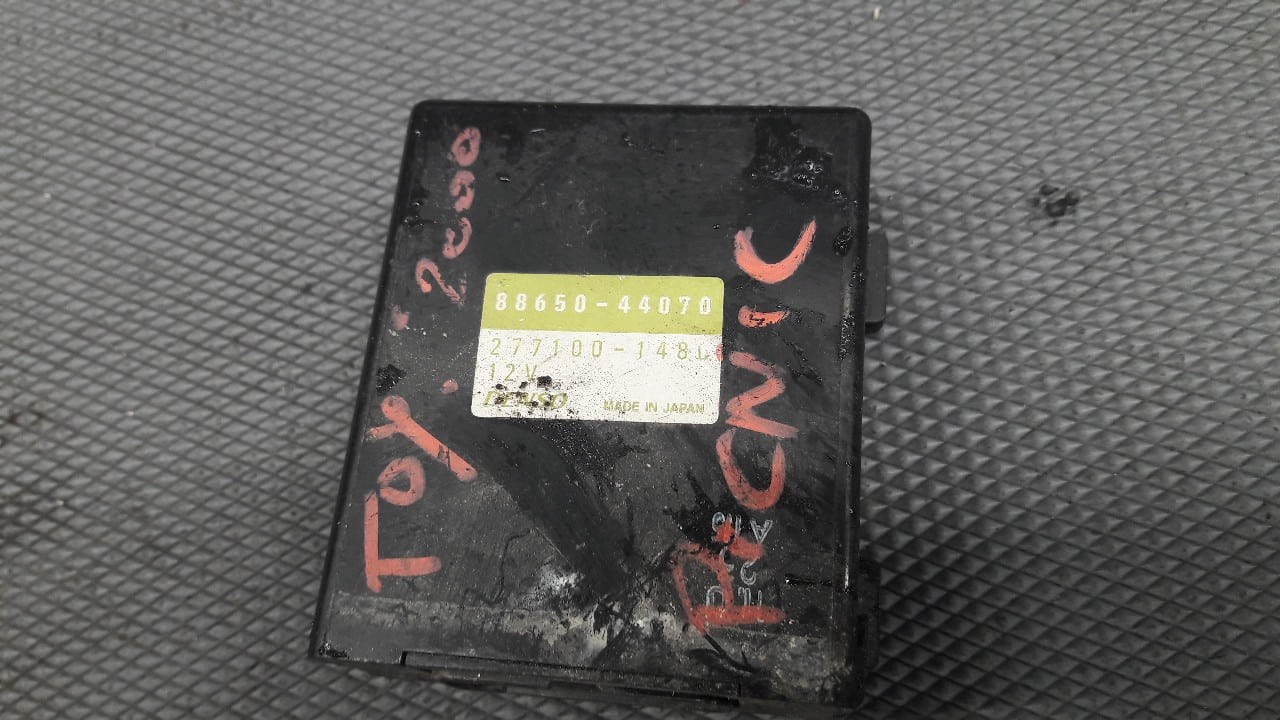 88650-44070
277100-148
12V
DENSO MADE IN JAPAN
TOY. 2000
PiCNiC